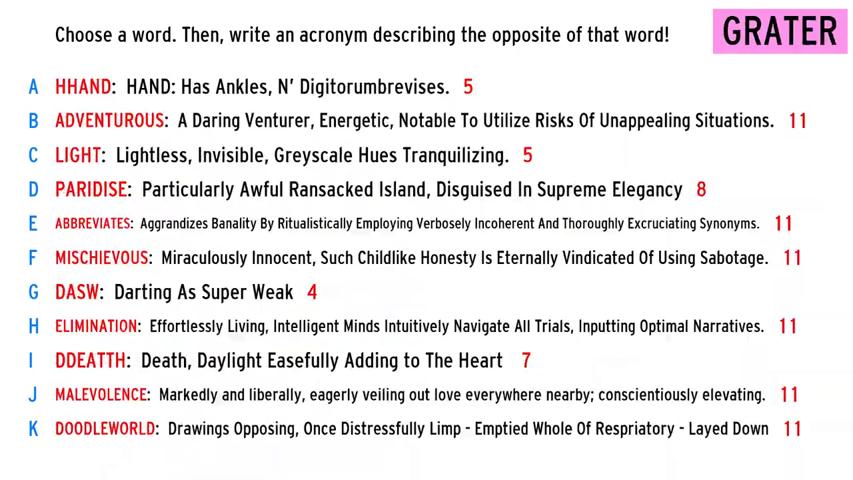 Choose a word. Then, write an acronym describing the opposite of that word! GRATER
A HHAND: HAND: Has Ankles, N' Digitorumbrevises. 5
B ADVENTUROUS: A Daring Venturer, Energetic, Notable To Utilize Risks Of Unappealing Situations. 11
C LIGHT: Lightless, Invisible, Greyscale Hues Tranquilizing. 5
D PARIDISE: Particularly Awful Ransacked Island, Disguised In Supreme Elegancy 8
E ABBREVIATES: Aggrandizes Banality By Ritualistically Employing Verbosely Incoherent And Thoroughly Excruciating Synonyms. 11
F MISCHIEVOUS: Miraculously Innocent, Such Childlike Honesty Is Eternally Vindicated Of Using Sabotage. 11
G DASW: Darting As Super Weak 4
H ELIMINATION: Effortlessly Living, Intelligent Minds Intuitively Navigate All Trials, Inputting Optimal Narratives. 11
I DDEATTH: Death, Daylight Easefully Adding to The Heart 7
J MALEVOLENCE: Markedly and liberally, eagerly veiling out love everywhere nearby; conscientiously elevating. 11
K DOODLEWORLD: Drawings Opposing, Once Distressfully Limp - Emptied Whole Of Respriatory - Layed Down 11